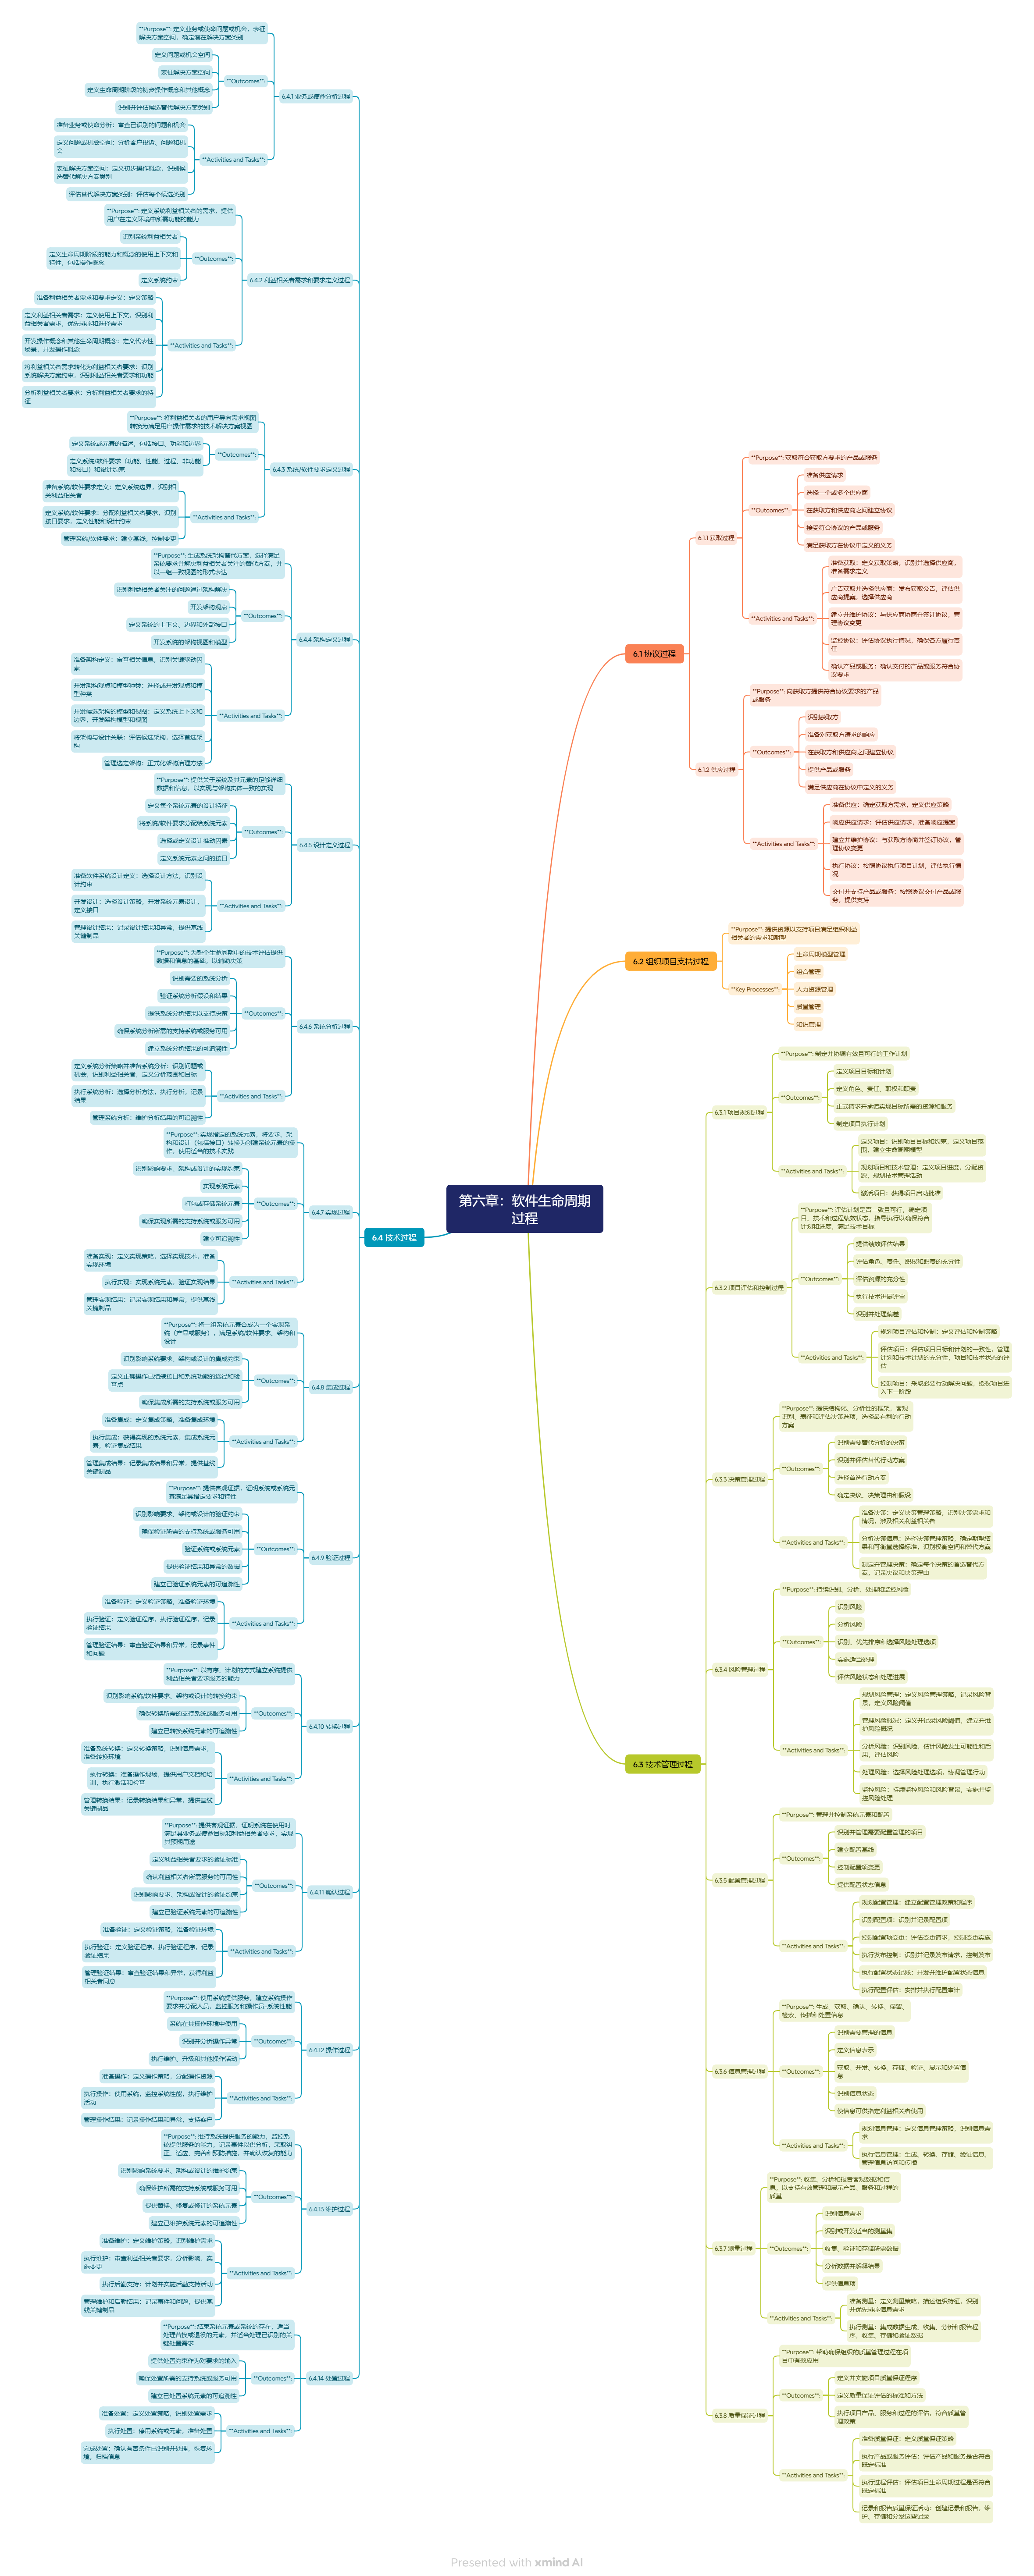 第六章：软件生命周期
过程
6.1 协议过程
6.1.1 获取过程
**Purpose**: 获取符合获取方要求的产品或服务
**Outcomes**:
准备供应请求
选择一个或多个供应商
在获取方和供应商之间建立协议
接受符合协议的产品或服务
满足获取方在协议中定义的义务
**Activities and Tasks**:
准备获取：定义获取策略，识别并选择供应商，
准备需求定义
广告获取并选择供应商：发布获取公告，评估供
应商提案，选择供应商
建立并维护协议：与供应商协商并签订协议，管
理协议变更
监控协议：评估协议执行情况，确保各方履行责
任
确认产品或服务：确认交付的产品或服务符合协
议要求
6.1.2 供应过程
**Purpose**: 向获取方提供符合协议要求的产品
或服务
**Outcomes**:
识别获取方
准备对获取方请求的响应
在获取方和供应商之间建立协议
提供产品或服务
满足供应商在协议中定义的义务
**Activities and Tasks**:
准备供应：确定获取方需求，定义供应策略
响应供应请求：评估供应请求，准备响应提案
建立并维护协议：与获取方协商并签订协议，管
理协议变更
执行协议：按照协议执行项目计划，评估执行情
况
交付并支持产品或服务：按照协议交付产品或服
务，提供支持
6.2 组织项目支持过程
**Purpose**: 提供资源以支持项目满足组织利益
相关者的需求和期望
**Key Processes**:
生命周期模型管理
组合管理
人力资源管理
质量管理
知识管理
6.3 技术管理过程
6.3.1 项目规划过程
**Purpose**: 制定并协调有效且可行的工作计划
**Outcomes**:
定义项目目标和计划
定义角色、责任、职权和职责
正式请求并承诺实现目标所需的资源和服务
制定项目执行计划
**Activities and Tasks**:
定义项目：识别项目目标和约束，定义项目范
围，建立生命周期模型
规划项目和技术管理：定义项目进度，分配资
源，规划技术管理活动
激活项目：获得项目启动批准
6.3.2 项目评估和控制过程
**Purpose**: 评估计划是否一致且可行，确定项
目、技术和过程绩效状态，指导执行以确保符合
计划和进度，满足技术目标
**Outcomes**:
提供绩效评估结果
评估角色、责任、职权和职责的充分性
评估资源的充分性
执行技术进展评审
识别并处理偏差
**Activities and Tasks**:
规划项目评估和控制：定义评估和控制策略
评估项目：评估项目目标和计划的一致性，管理
计划和技术计划的充分性，项目和技术状态的评
估
控制项目：采取必要行动解决问题，授权项目进
入下一阶段
6.3.3 决策管理过程
**Purpose**: 提供结构化、分析性的框架，客观
识别、表征和评估决策选项，选择最有利的行动
方案
**Outcomes**:
识别需要替代分析的决策
识别并评估替代行动方案
选择首选行动方案
确定决议、决策理由和假设
**Activities and Tasks**:
准备决策：定义决策管理策略，识别决策需求和
情况，涉及相关利益相关者
分析决策信息：选择决策管理策略，确定期望结
果和可衡量选择标准，识别权衡空间和替代方案
制定并管理决策：确定每个决策的首选替代方
案，记录决议和决策理由
6.3.4 风险管理过程
**Purpose**: 持续识别、分析、处理和监控风险
**Outcomes**:
识别风险
分析风险
识别、优先排序和选择风险处理选项
实施适当处理
评估风险状态和处理进展
**Activities and Tasks**:
规划风险管理：定义风险管理策略，记录风险背
景，定义风险阈值
管理风险概况：定义并记录风险阈值，建立并维
护风险概况
分析风险：识别风险，估计风险发生可能性和后
果，评估风险
处理风险：选择风险处理选项，协调管理行动
监控风险：持续监控风险和风险背景，实施并监
控风险处理
6.3.5 配置管理过程
**Purpose**: 管理并控制系统元素和配置
**Outcomes**:
识别并管理需要配置管理的项目
建立配置基线
控制配置项变更
提供配置状态信息
**Activities and Tasks**:
规划配置管理：建立配置管理政策和程序
识别配置项：识别并记录配置项
控制配置项变更：评估变更请求，控制变更实施
执行发布控制：识别并记录发布请求，控制发布
执行配置状态记账：开发并维护配置状态信息
执行配置评估：安排并执行配置审计
6.3.6 信息管理过程
**Purpose**: 生成、获取、确认、转换、保留、
检索、传播和处置信息
**Outcomes**:
识别需要管理的信息
定义信息表示
获取、开发、转换、存储、验证、展示和处置信
息
识别信息状态
使信息可供指定利益相关者使用
**Activities and Tasks**:
规划信息管理：定义信息管理策略，识别信息需
求
执行信息管理：生成、转换、存储、验证信息，
管理信息访问和传播
6.3.7 测量过程
**Purpose**: 收集、分析和报告客观数据和信
息，以支持有效管理和展示产品、服务和过程的
质量
**Outcomes**:
识别信息需求
识别或开发适当的测量集
收集、验证和存储所需数据
分析数据并解释结果
提供信息项
**Activities and Tasks**:
准备测量：定义测量策略，描述组织特征，识别
并优先排序信息需求
执行测量：集成数据生成、收集、分析和报告程
序，收集、存储和验证数据
6.3.8 质量保证过程
**Purpose**: 帮助确保组织的质量管理过程在项
目中有效应用
**Outcomes**:
定义并实施项目质量保证程序
定义质量保证评估的标准和方法
执行项目产品、服务和过程的评估，符合质量管
理政策
**Activities and Tasks**:
准备质量保证：定义质量保证策略
执行产品或服务评估：评估产品和服务是否符合
既定标准
执行过程评估：评估项目生命周期过程是否符合
既定标准
记录和报告质量保证活动：创建记录和报告，维
护、存储和分发这些记录
6.4 技术过程
6.4.1 业务或使命分析过程
**Purpose**: 定义业务或使命问题或机会，表征
解决方案空间，确定潜在解决方案类别
**Outcomes**:
定义问题或机会空间
表征解决方案空间
定义生命周期阶段的初步操作概念和其他概念
识别并评估候选替代解决方案类别
**Activities and Tasks**:
准备业务或使命分析：审查已识别的问题和机会
定义问题或机会空间：分析客户投诉，问题和机
会
表征解决方案空间：定义初步操作概念，识别候
选替代解决方案类别
评估替代解决方案类别：评估每个候选类别
6.4.2 利益相关者需求和要求定义过程
**Purpose**: 定义系统利益相关者的需求，提供
用户在定义环境中所需功能的能力
**Outcomes**:
识别系统利益相关者
定义生命周期阶段的能力和概念的使用上下文和
特性，包括操作概念
定义系统约束
**Activities and Tasks**:
准备利益相关者需求和要求定义：定义策略
定义利益相关者需求：定义使用上下文，识别利
益相关者需求，优先排序和选择需求
开发操作概念和其他生命周期概念：定义代表性
场景，开发操作概念
将利益相关者需求转化为利益相关者要求：识别
系统解决方案约束，识别利益相关者要求和功能
分析利益相关者要求：分析利益相关者要求的特
征
6.4.3 系统/软件要求定义过程
**Purpose**: 将利益相关者的用户导向需求视图
转换为满足用户操作需求的技术解决方案视图
**Outcomes**:
定义系统或元素的描述，包括接口、功能和边界
定义系统/软件要求（功能、性能、过程、非功能
和接口）和设计约束
**Activities and Tasks**:
准备系统/软件要求定义：定义系统边界，识别相
关利益相关者
定义系统/软件要求：分配利益相关者要求，识别
接口要求，定义性能和设计约束
管理系统/软件要求：建立基线，控制变更
6.4.4 架构定义过程
**Purpose**: 生成系统架构替代方案，选择满足
系统要求并解决利益相关者关注的替代方案，并
以一组一致视图的形式表达
**Outcomes**:
识别利益相关者关注的问题通过架构解决
开发架构观点
定义系统的上下文、边界和外部接口
开发系统的架构视图和模型
**Activities and Tasks**:
准备架构定义：审查相关信息，识别关键驱动因
素
开发架构观点和模型种类：选择或开发观点和模
型种类
开发候选架构的模型和视图：定义系统上下文和
边界，开发架构模型和视图
将架构与设计关联：评估候选架构，选择首选架
构
管理选定架构：正式化架构治理方法
6.4.5 设计定义过程
**Purpose**: 提供关于系统及其元素的足够详细
数据和信息，以实现与架构实体一致的实现
**Outcomes**:
定义每个系统元素的设计特征
将系统/软件要求分配给系统元素
选择或定义设计推动因素
定义系统元素之间的接口
**Activities and Tasks**:
准备软件系统设计定义：选择设计方法，识别设
计约束
开发设计：选择设计策略，开发系统元素设计，
定义接口
管理设计结果：记录设计结果和异常，提供基线
关键制品
6.4.6 系统分析过程
**Purpose**: 为整个生命周期中的技术评估提供
数据和信息的基础，以辅助决策
**Outcomes**:
识别需要的系统分析
验证系统分析假设和结果
提供系统分析结果以支持决策
确保系统分析所需的支持系统或服务可用
建立系统分析结果的可追溯性
**Activities and Tasks**:
定义系统分析策略并准备系统分析：识别问题或
机会，识别利益相关者，定义分析范围和目标
执行系统分析：选择分析方法，执行分析，记录
结果
管理系统分析：维护分析结果的可追溯性
6.4.7 实现过程
**Purpose**: 实现指定的系统元素，将要求、架
构和设计（包括接口）转换为创建系统元素的操
作，使用适当的技术实践
**Outcomes**:
识别影响要求、架构或设计的实现约束
实现系统元素
打包或存储系统元素
确保实现所需的支持系统或服务可用
建立可追溯性
**Activities and Tasks**:
准备实现：定义实现策略，选择实现技术，准备
实现环境
执行实现：实现系统元素，验证实现结果
管理实现结果：记录实现结果和异常，提供基线
关键制品
6.4.8 集成过程
**Purpose**: 将一组系统元素合成为一个实现系
统（产品或服务），满足系统/软件要求、架构和
设计
**Outcomes**:
识别影响系统要求、架构或设计的集成约束
定义正确操作已组装接口和系统功能的途径和检
查点
确保集成所需的支持系统或服务可用
**Activities and Tasks**:
准备集成：定义集成策略，准备集成环境
执行集成：获得实现的系统元素，集成系统元
素，验证集成结果
管理集成结果：记录集成结果和异常，提供基线
关键制品
6.4.9 验证过程
**Purpose**: 提供客观证据，证明系统或系统元
素满足其指定要求和特性
**Outcomes**:
识别影响要求、架构或设计的验证约束
确保验证所需的支持系统或服务可用
验证系统或系统元素
提供验证结果和异常的数据
建立已验证系统元素的可追溯性
**Activities and Tasks**:
准备验证：定义验证策略，准备验证环境
执行验证：定义验证程序，执行验证程序，记录
验证结果
管理验证结果：审查验证结果和异常，记录事件
和问题
6.4.10 转换过程
**Purpose**: 以有序、计划的方式建立系统提供
利益相关者要求服务的能力
**Outcomes**:
识别影响系统/软件要求、架构或设计的转换约束
确保转换所需的支持系统或服务可用
建立已转换系统元素的可追溯性
**Activities and Tasks**:
准备系统转换：定义转换策略，识别信息需求，
准备转换环境
执行转换：准备操作现场，提供用户文档和培
训，执行激活和检查
管理转换结果：记录转换结果和异常，提供基线
关键制品
6.4.11 确认过程
**Purpose**: 提供客观证据，证明系统在使用时
满足其业务或使命目标和利益相关者要求，实现
其预期用途
**Outcomes**:
定义利益相关者要求的验证标准
确认利益相关者所需服务的可用性
识别影响要求、架构或设计的验证约束
建立已验证系统元素的可追溯性
**Activities and Tasks**:
准备验证：定义验证策略，准备验证环境
执行验证：定义验证程序，执行验证程序，记录
验证结果
管理验证结果：审查验证结果和异常，获得利益
相关者同意
6.4.12 操作过程
**Purpose**: 使用系统提供服务，建立系统操作
要求并分配人员，监控服务和操作员-系统性能
**Outcomes**:
系统在其操作环境中使用
识别并分析操作异常
执行维护、升级和其他操作活动
**Activities and Tasks**:
准备操作：定义操作策略，分配操作资源
执行操作：使用系统，监控系统性能，执行维护
活动
管理操作结果：记录操作结果和异常，支持客户
6.4.13 维护过程
**Purpose**: 维持系统提供服务的能力，监控系
统提供服务的能力，记录事件以供分析，采取纠
正、适应、完善和预防措施，并确认恢复的能力
**Outcomes**:
识别影响系统要求、架构或设计的维护约束
确保维护所需的支持系统或服务可用
提供替换、修复或修订的系统元素
建立已维护系统元素的可追溯性
**Activities and Tasks**:
准备维护：定义维护策略，识别维护需求
执行维护：审查利益相关者要求，分析影响，实
施变更
执行后勤支持：计划并实施后勤支持活动
管理维护和后勤结果：记录事件和问题，提供基
线关键制品
6.4.14 处置过程
**Purpose**: 结束系统元素或系统的存在，适当
处理替换或退役的元素，并适当处理已识别的关
键处置需求
**Outcomes**:
提供处置约束作为对要求的输入
确保处置所需的支持系统或服务可用
建立已处置系统元素的可追溯性
**Activities and Tasks**:
准备处置：定义处置策略，识别处置需求
执行处置：停用系统或元素，准备处置
完成处置：确认有害条件已识别并处理，恢复环
境，归档信息
Presented with xmind AI